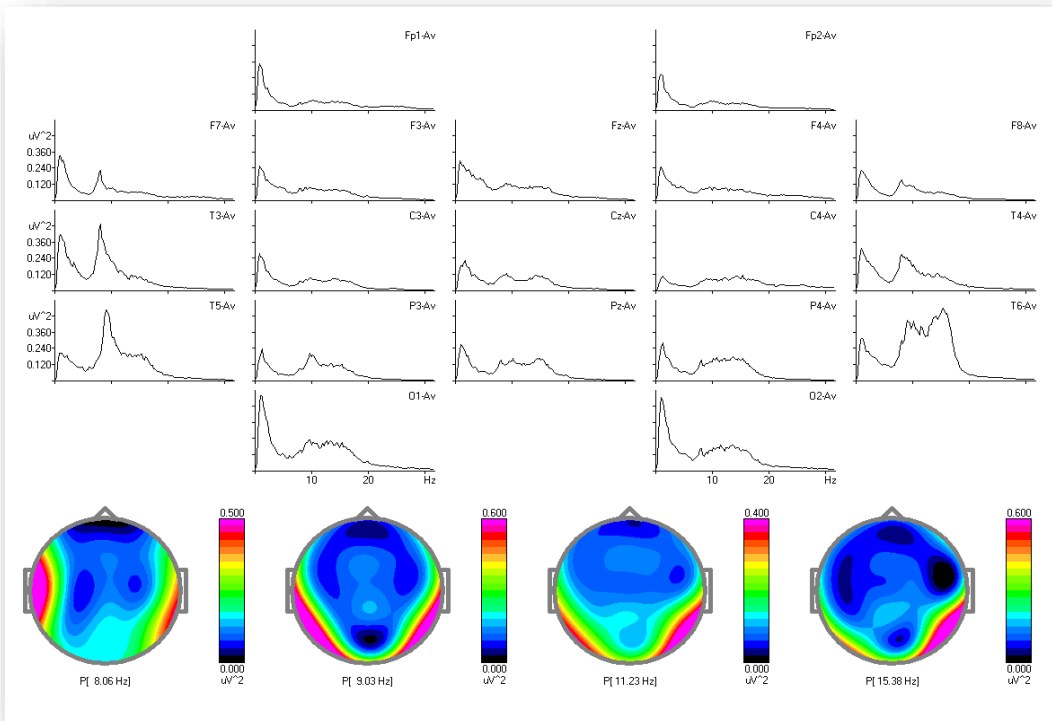 Fp1-Av Fp2-Av
F7-Av F3-Av Fz-Av F4-Av F8-Av
uV^2
0.360
0.240
0.120
T3-Av C3-Av Cz-Av C4-Av T4-Av
uV^2
0.360
0.240
0.120
T5-Av P3-Av Pz-Av P4-Av T6-Av
uV^2
0.360
0.240
0.120
O1-Av O2-Av
10 20 10 20 Hz
0.500 0.600 0.400 0.600
0.000 0.000 0.000 0.000
uV^2 uV^2 uV^2 uV^2
P[ 8.06 Hz] P[ 9.03 Hz] P[ 11.23 Hz] P[ 15.38 Hz]